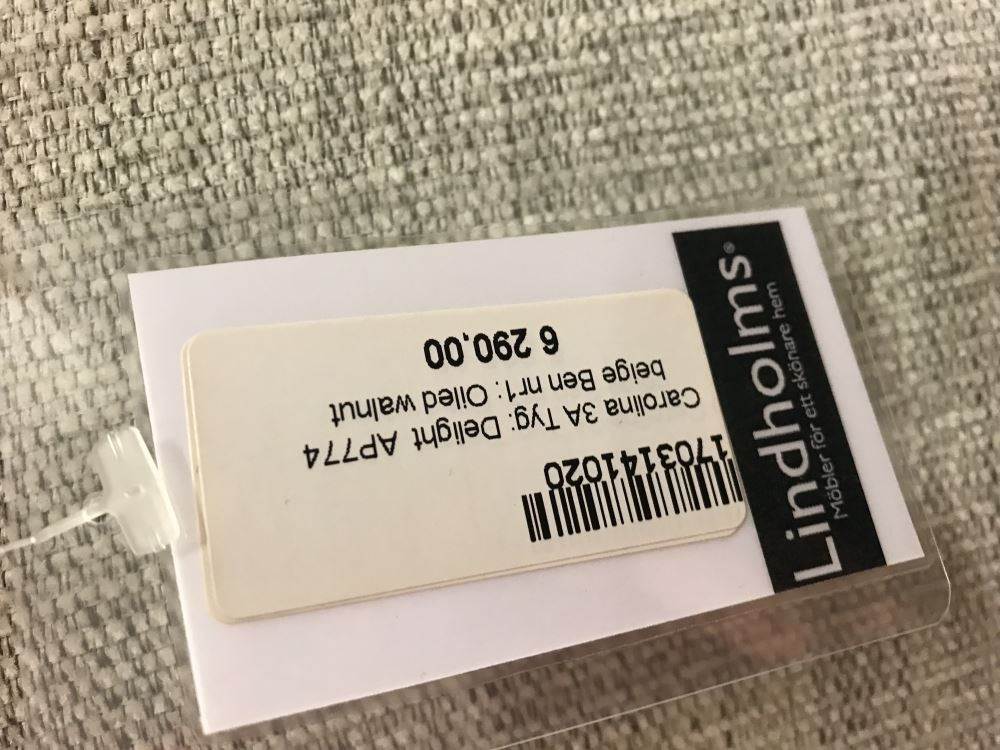 1703141020
Carolina 3A Tyg: Delight AP774
beige Ben nr1: Oiled walnut
6 290,00
Lindholms®
Möbler för ett skönare hem